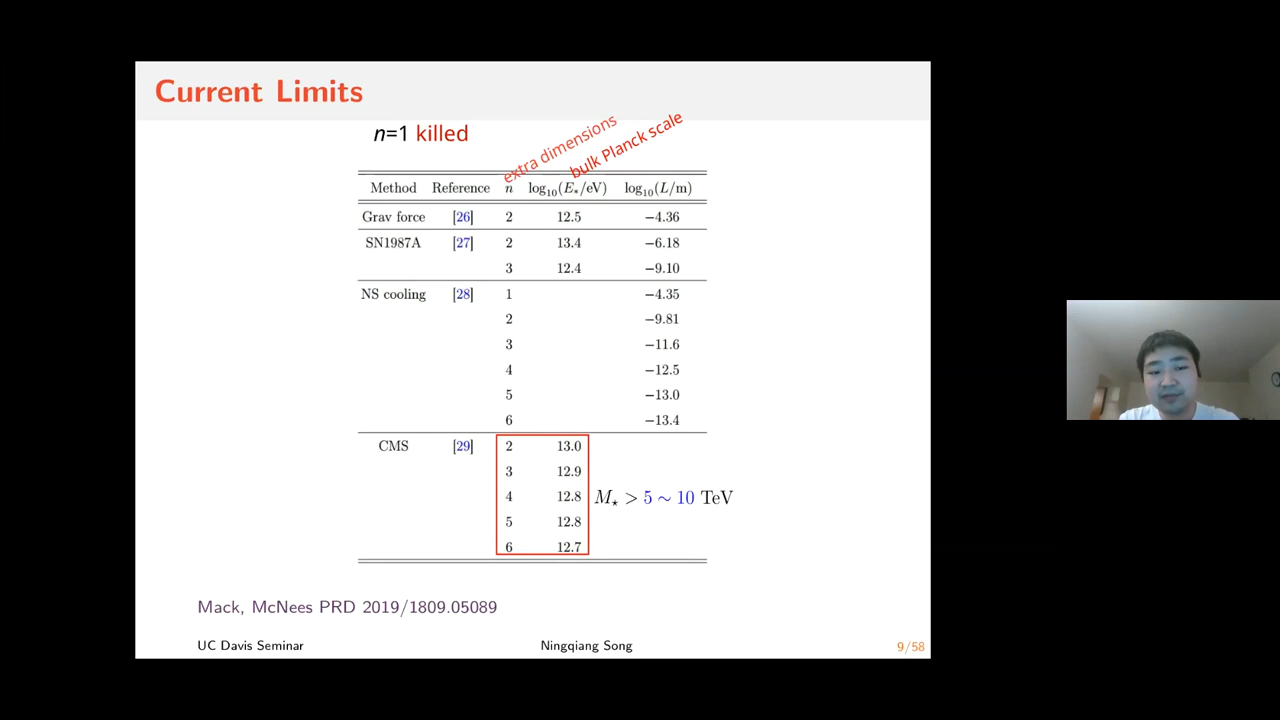 Current Limits
n=1 killed
extra dimensions
bulk Planck scale
Method Reference n log₁₀(E*/eV) log₁₀(L/m)
Grav force [26] 2 12.5 −4.36
SN1987A [27] 2 13.4 −6.18
3 12.4 −9.10
NS cooling [28] 1 −4.35
2 −9.81
3 −11.6
4 −12.5
5 −13.0
6 −13.4
CMS [29] 2 13.0
3 12.9
4 12.8
5 12.8
6 12.7
M⋆ > 5 ∼ 10 TeV
Mack, McNees PRD 2019/1809.05089
UC Davis Seminar Ningqiang Song 9/58